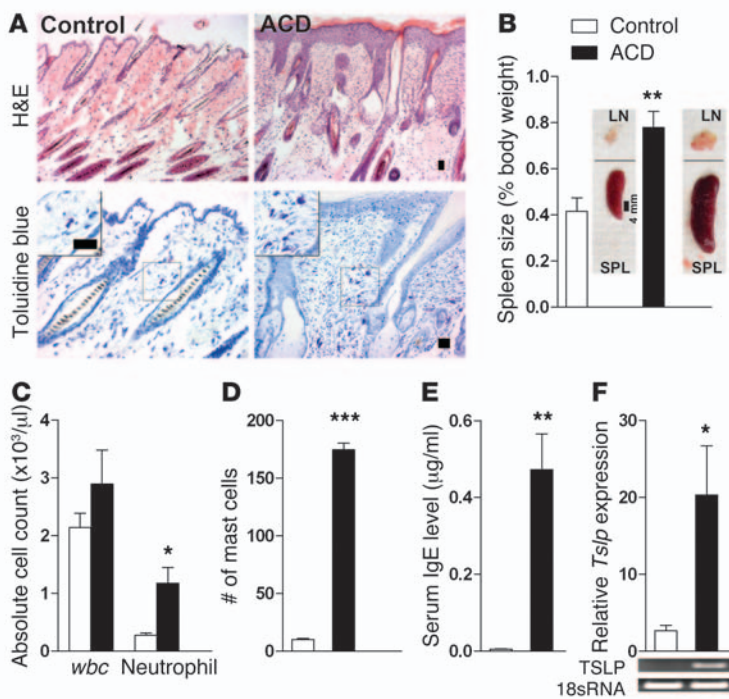 A Control ACD
H&E
Toluidine blue
B
Control
ACD
Spleen size (% body weight)
0.8
0.6
0.4
0.2
0.0
**
LN LN
4 mm
SPL SPL
C
Absolute cell count (x10³/µl)
4
3
2
1
0
*
wbc Neutrophil
D
# of mast cells
200
150
100
50
0
***
E
Serum IgE level (µg/ml)
0.6
0.4
0.2
0.0
**
F
Relative Tslp expression
30
20
10
0
*
TSLP
18sRNA